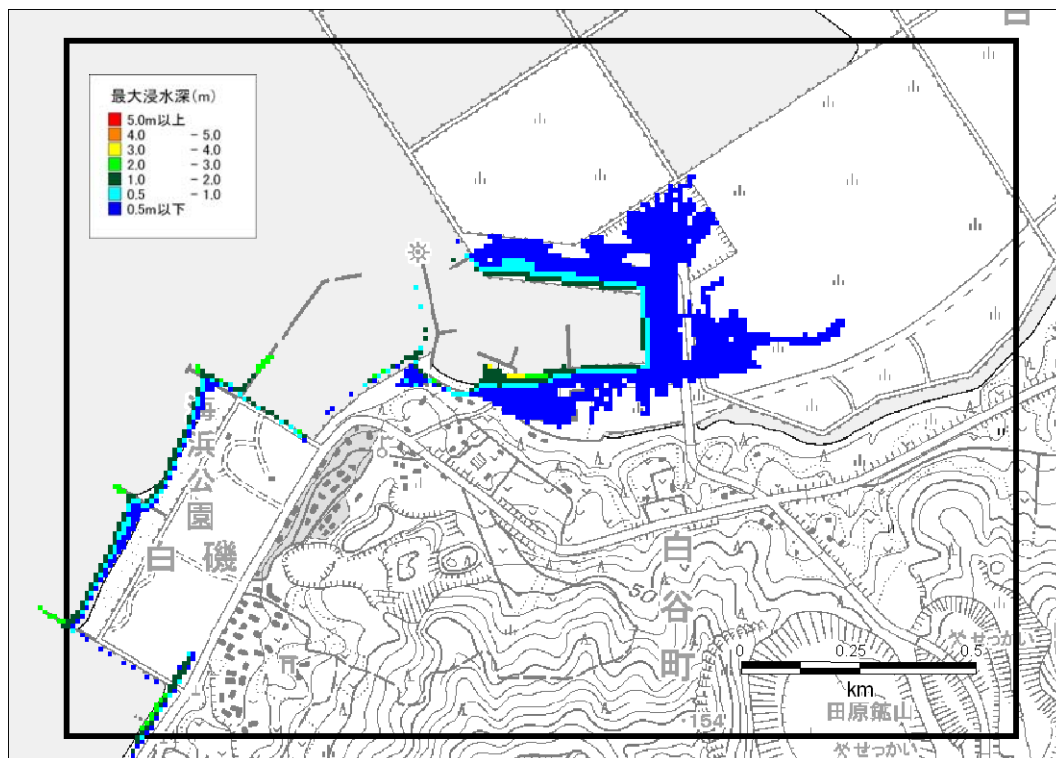 最大浸水深(m)
5.0m以上
4.0 - 5.0
3.0 - 4.0
2.0 - 3.0
1.0 - 2.0
0.5 - 1.0
0.5m以下
海浜公園
白磯
50
白谷町
やせっかい
0 0.25 0.5
km
田原鉱山
154
やせっかい